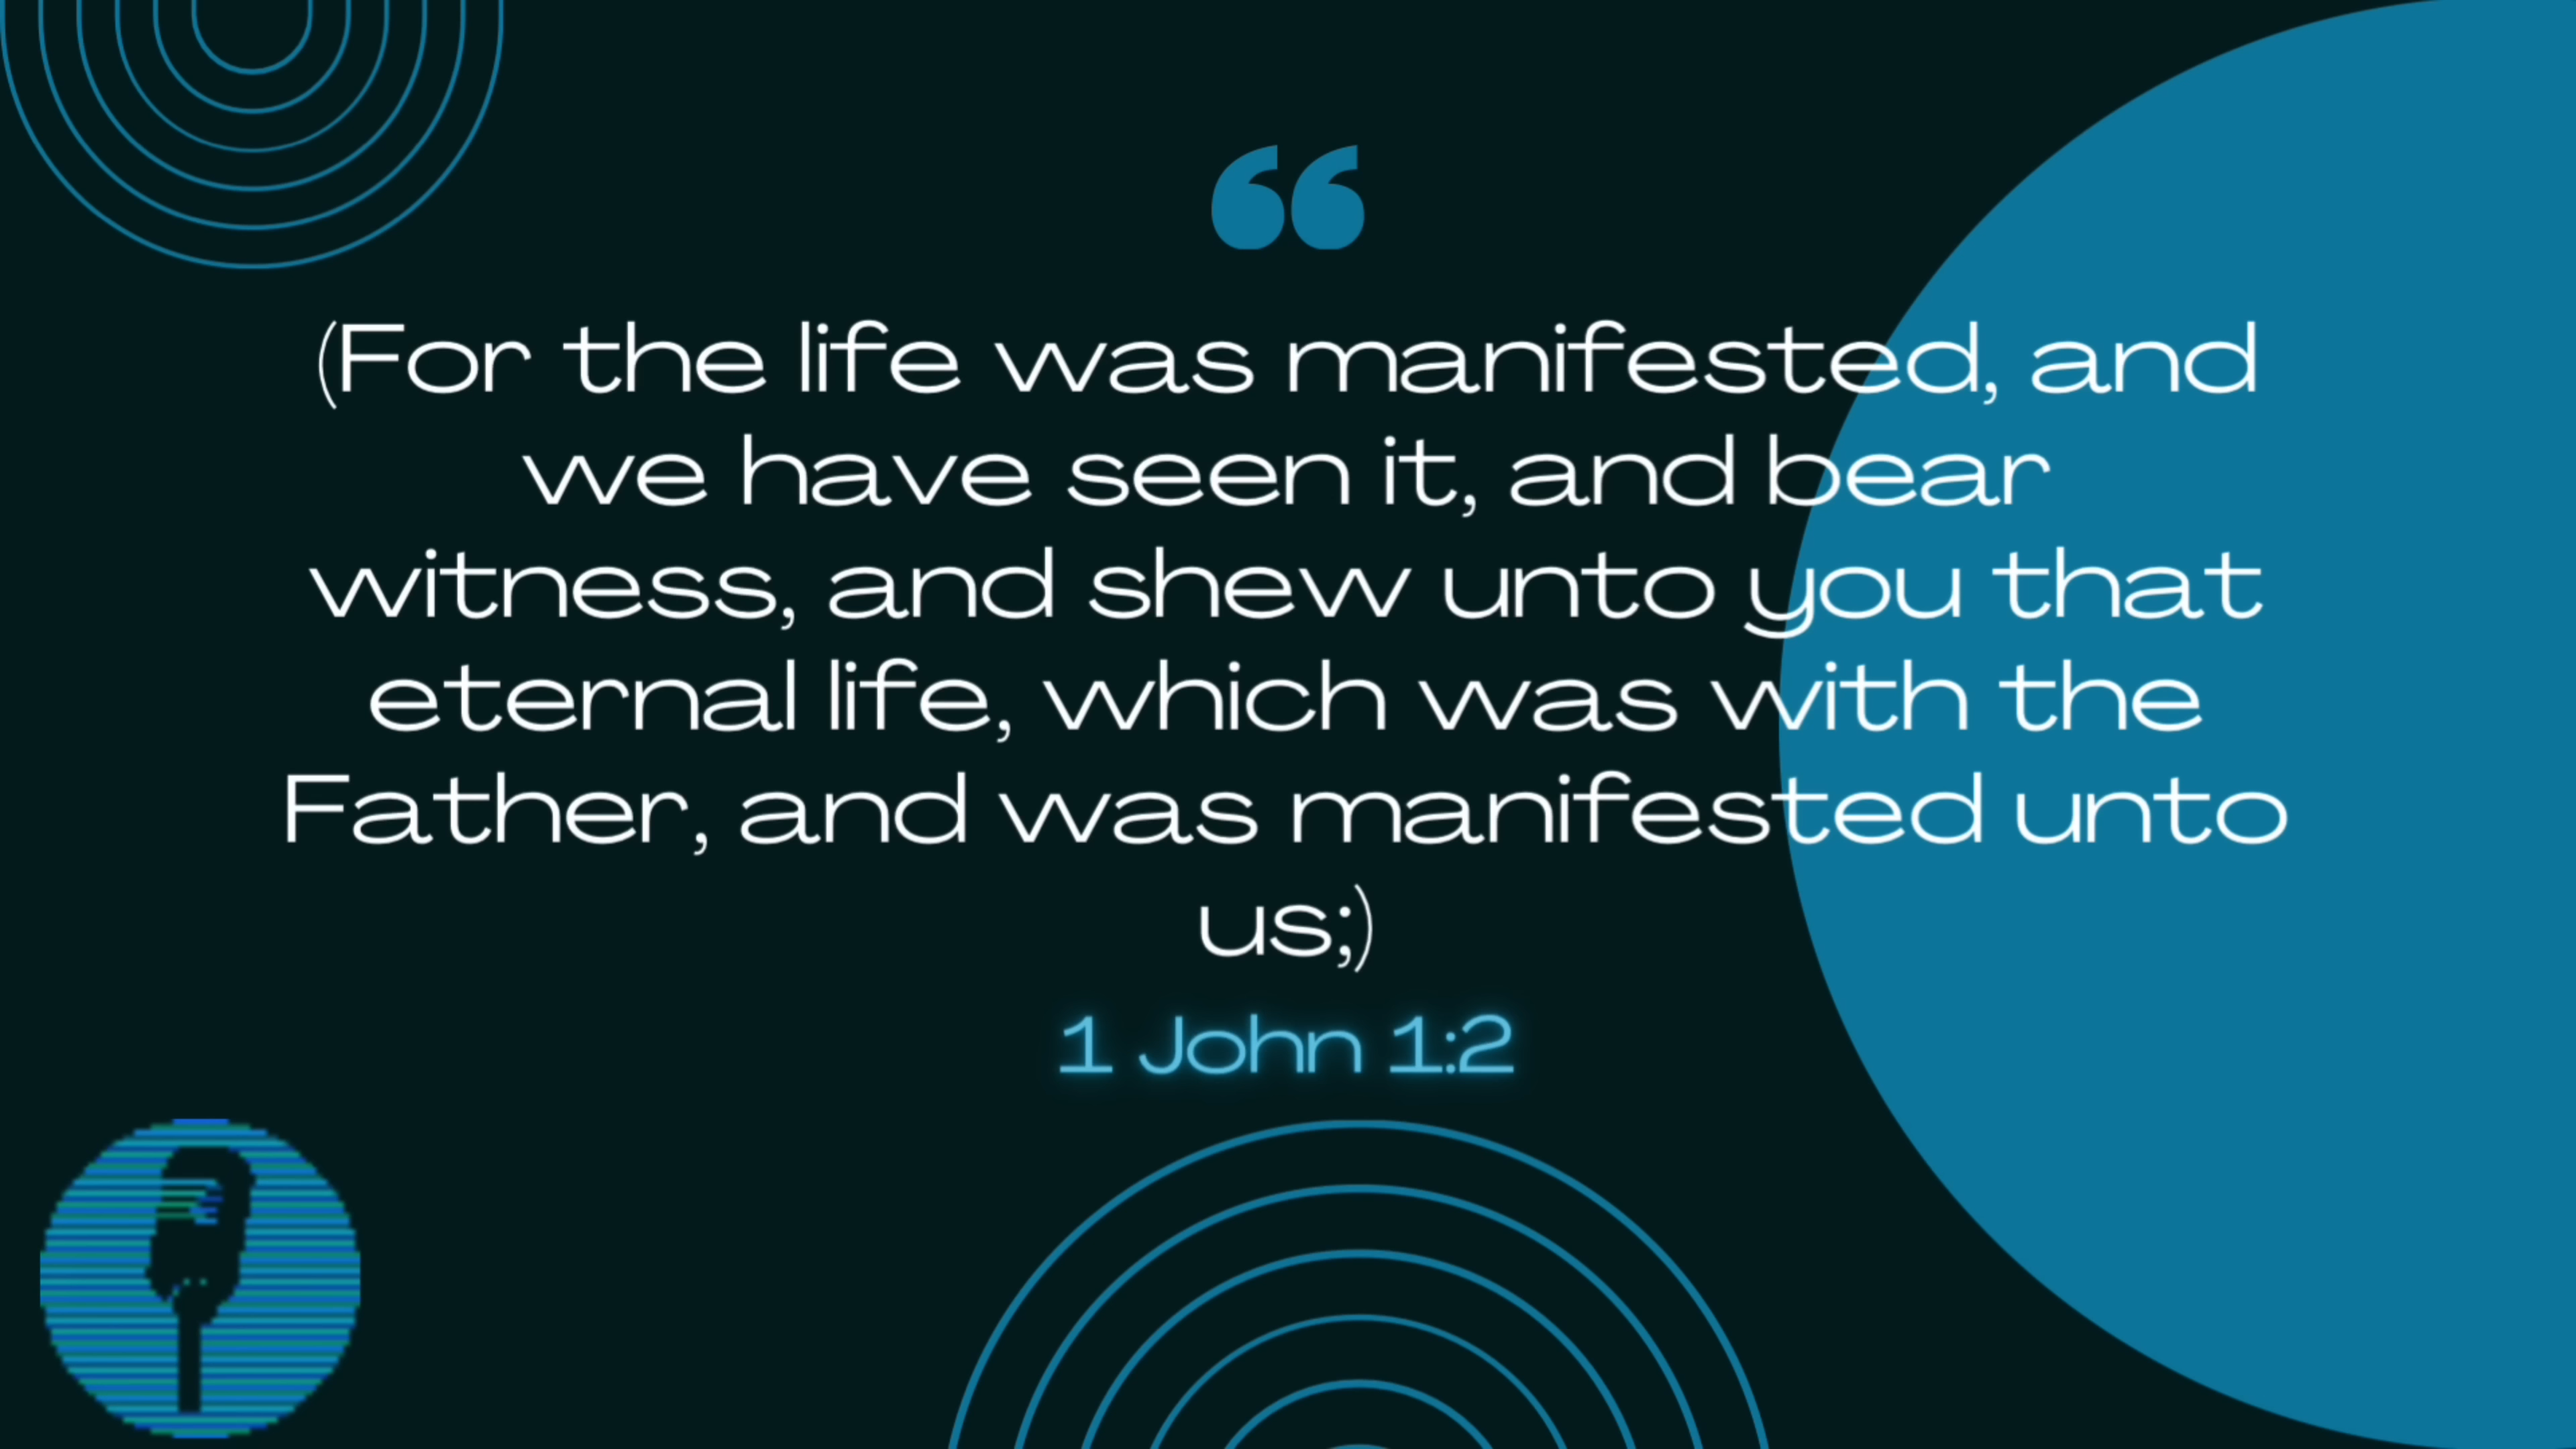 “
(For the life was manifested, and
we have seen it, and bear
witness, and shew unto you that
eternal life, which was with the
Father, and was manifested unto
us;)
1 John 1:2